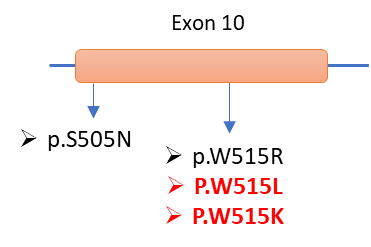 Exon 10
➢ p.S505N
➢ p.W515R
➢ P.W515L
➢ P.W515K